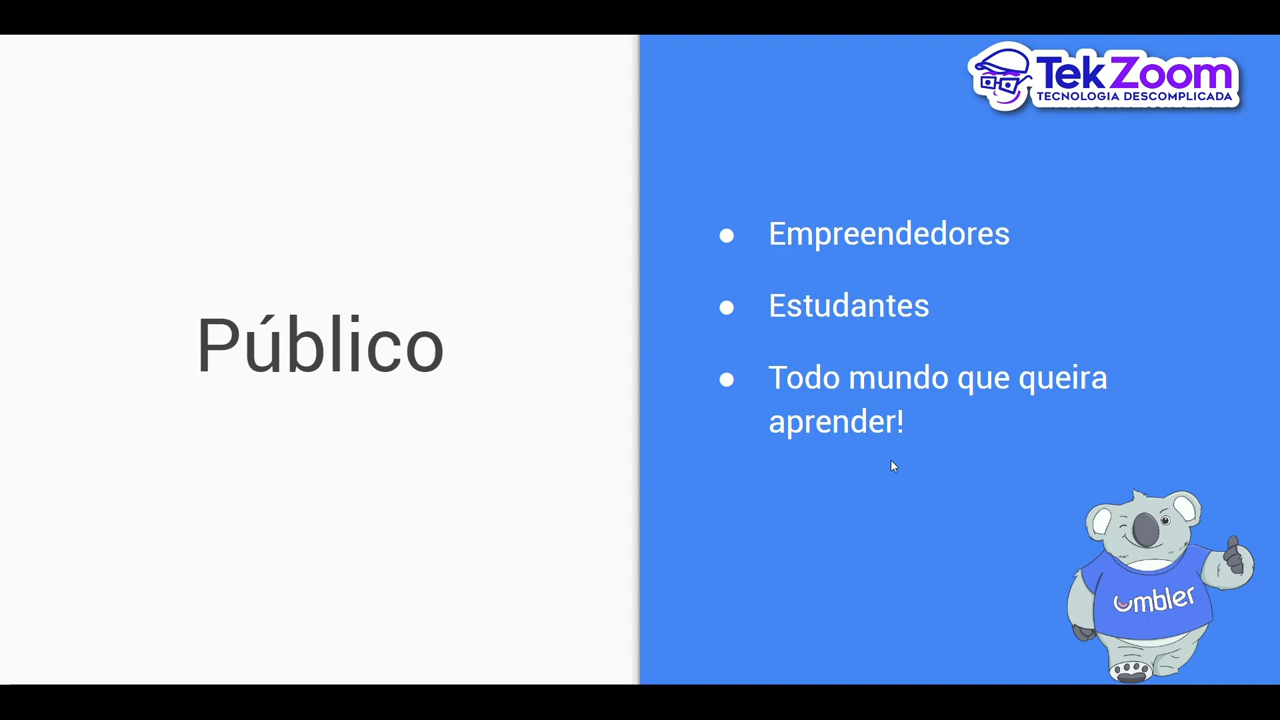 Público
TekZoom
TECNOLOGIA DESCOMPLICADA
● Empreendedores
● Estudantes
● Todo mundo que queira
aprender!
umbler